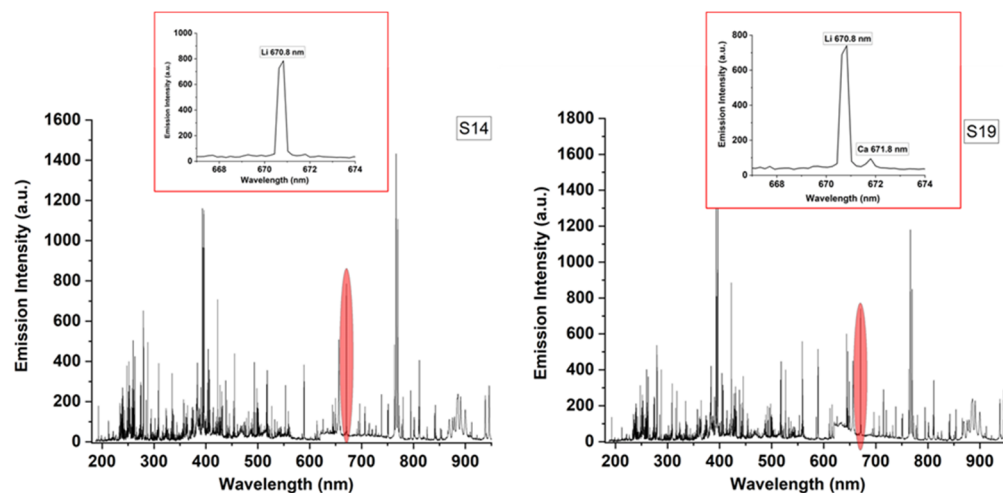 Li 670.8 nm
Emission Intensity (a.u.)
1000
800
600
400
200
0
668 670 672 674
Wavelength (nm)
S14
Emission Intensity (a.u.)
1600
1400
1200
1000
800
600
400
200
0
200 300 400 500 600 700 800 900
Wavelength (nm)
Li 670.8 nm
Ca 671.8 nm
Emission Intensity (a.u.)
800
600
400
200
0
668 670 672 674
Wavelength (nm)
S19
Emission Intensity (a.u.)
1800
1600
1400
1200
1000
800
600
400
200
0
200 300 400 500 600 700 800 900
Wavelength (nm)